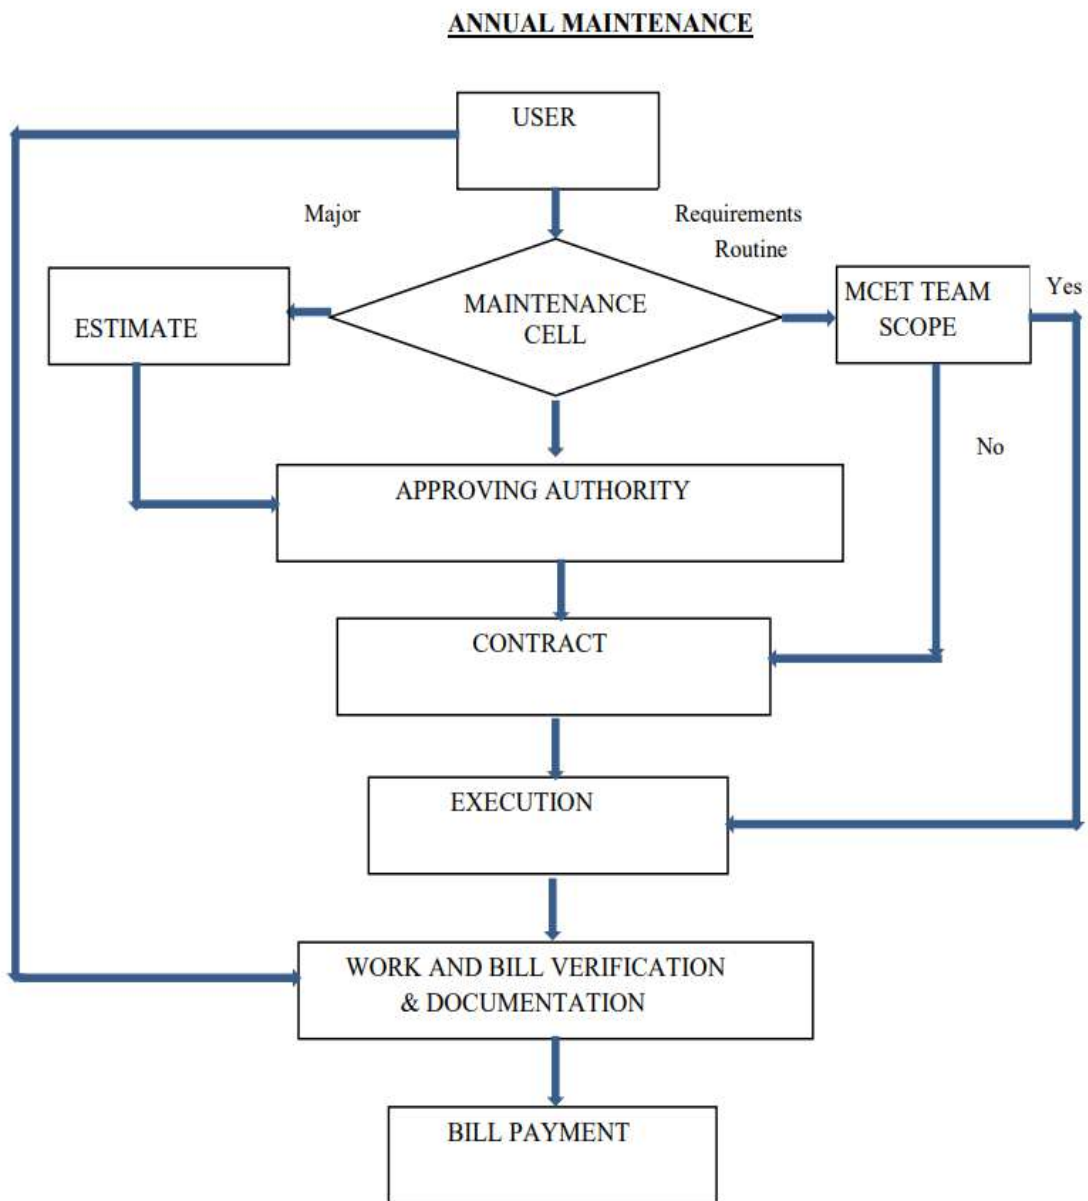 ANNUAL MAINTENANCE
USER
Major
Requirements
Routine
ESTIMATE
MAINTENANCE
CELL
MCET TEAM
SCOPE
Yes
No
APPROVING AUTHORITY
CONTRACT
EXECUTION
WORK AND BILL VERIFICATION
& DOCUMENTATION
BILL PAYMENT